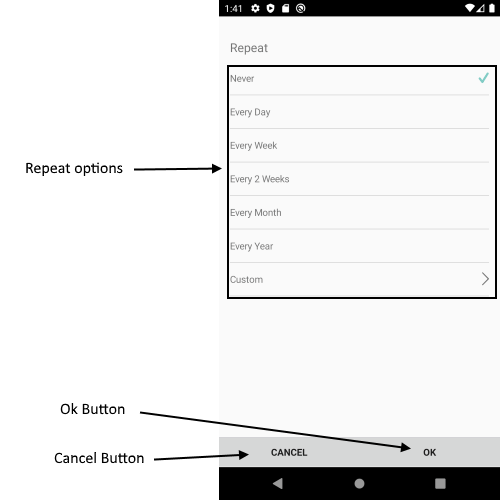 1:41
Repeat
Never
Every Day
Every Week
Repeat options
Every 2 Weeks
Every Month
Every Year
Custom
Ok Button
Cancel Button
CANCEL OK